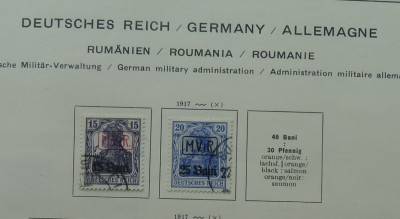 DEUTSCHES REICH / GERMANY / ALLEMAGNE
RUMÄNIEN / ROUMANIA / ROUMANIE
sche Militär-Verwaltung / German military administration / Administration militaire allema
1917 (×)
1917 (×)
15 15
DEUTSCHES REICH
20 20
M.V.i.R.
25 Bani
DEUTSCHES REICH
40 Bani
:
30 Pfennig
orange/schw.
lachsf.
orange/
black : salmon
orange/noir:
saumon
1917 (×)